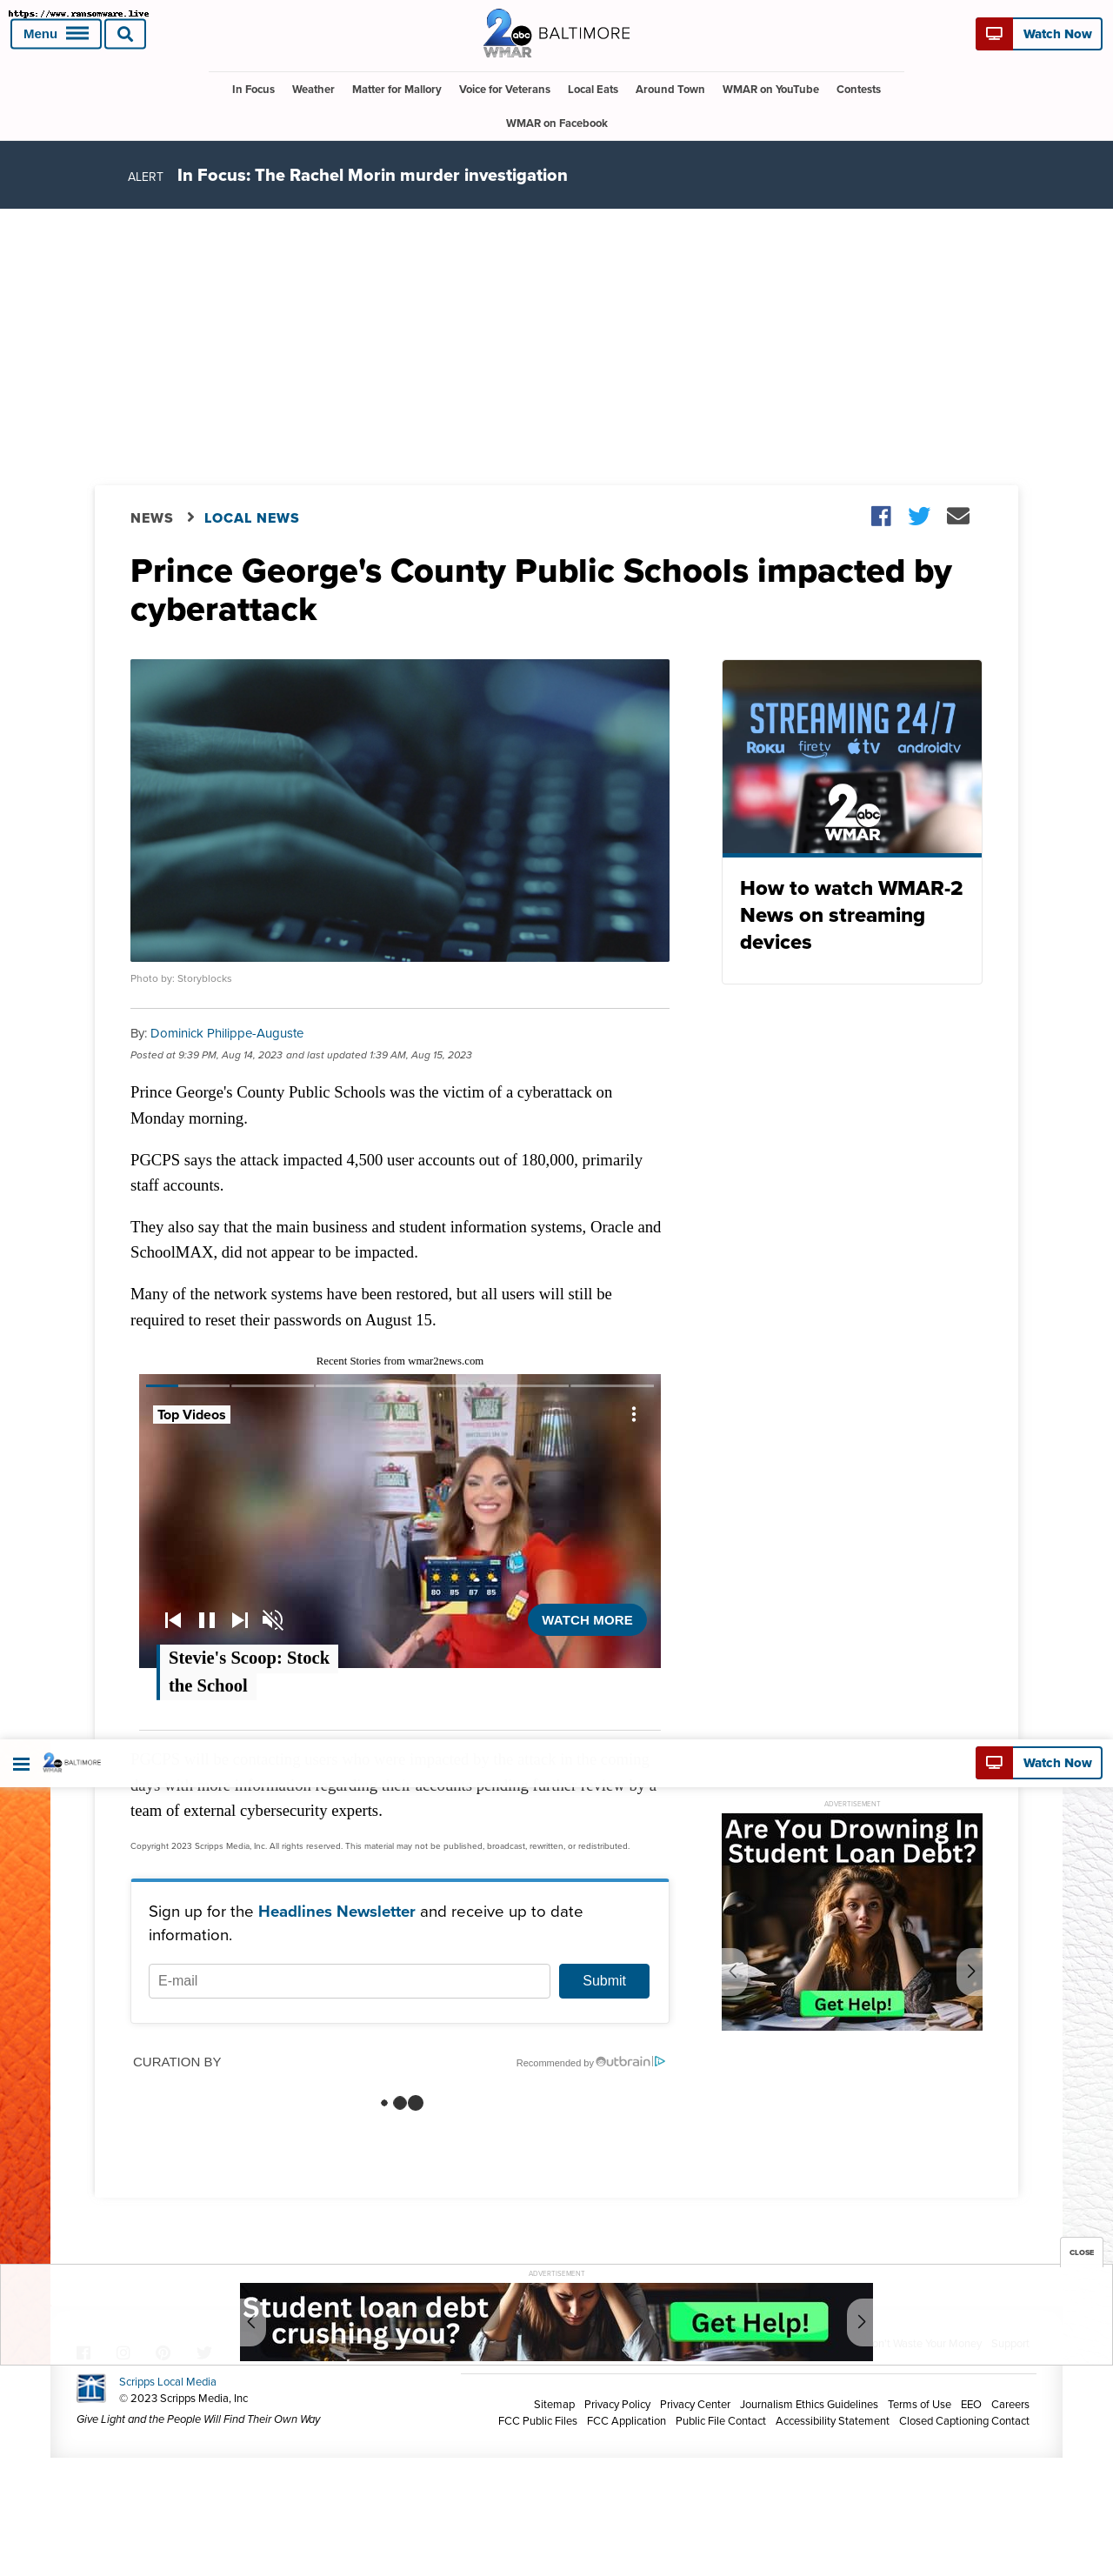 https://www.ransomware.live
Menu
2 abc WMAR BALTIMORE
Watch Now
In Focus Weather Matter for Mallory Voice for Veterans Local Eats Around Town WMAR on YouTube Contests
WMAR on Facebook
ALERT In Focus: The Rachel Morin murder investigation
NEWS LOCAL NEWS
Prince George's County Public Schools impacted by
cyberattack
STREAMING 24/7
ROKU firetv tv androidtv
2 abc
WMAR
How to watch WMAR-2
News on streaming
devices
Photo by: Storyblocks
By: Dominick Philippe-Auguste
Posted at 9:39 PM, Aug 14, 2023 and last updated 1:39 AM, Aug 15, 2023
Prince George's County Public Schools was the victim of a cyberattack on
Monday morning.
PGCPS says the attack impacted 4,500 user accounts out of 180,000, primarily
staff accounts.
They also say that the main business and student information systems, Oracle and
SchoolMAX, did not appear to be impacted.
Many of the network systems have been restored, but all users will still be
required to reset their passwords on August 15.
Recent Stories from wmar2news.com
Top Videos
80 85 87 85
WATCH MORE
Stevie's Scoop: Stock
the School
2 abc WMAR BALTIMORE
Watch Now
days with more information regarding their accounts pending further review by a
team of external cybersecurity experts.
Copyright 2023 Scripps Media, Inc. All rights reserved. This material may not be published, broadcast, rewritten, or redistributed.
ADVERTISEMENT
Are You Drowning In
Student Loan Debt?
Get Help!
Sign up for the Headlines Newsletter and receive up to date
information.
E-mail
Submit
CURATION BY
Recommended by Outbrain
CLOSE
ADVERTISEMENT
Student loan debt
crushing you?
Get Help!
Support
Scripps Local Media
© 2023 Scripps Media, Inc
Give Light and the People Will Find Their Own Way
Sitemap Privacy Policy Privacy Center Journalism Ethics Guidelines Terms of Use EEO Careers
FCC Public Files FCC Application Public File Contact Accessibility Statement Closed Captioning Contact